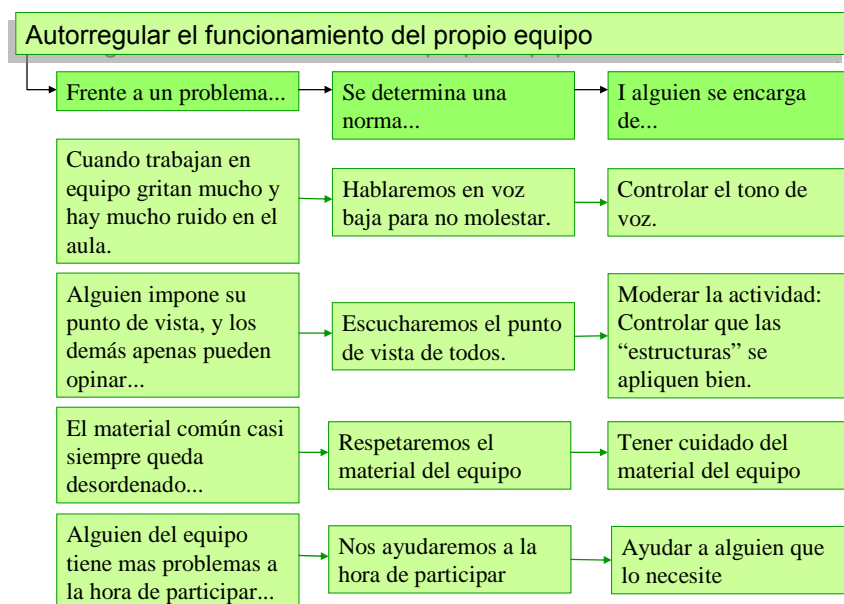 Autorregular el funcionamiento del propio equipo
Frente a un problema...
Se determina una
norma...
I alguien se encarga
de...
Cuando trabajan en
equipo gritan mucho y
hay mucho ruido en el
aula.
Hablaremos en voz
baja para no molestar.
Controlar el tono de
voz.
Alguien impone su
punto de vista, y los
demás apenas pueden
opinar...
Escucharemos el punto
de vista de todos.
Moderar la actividad:
Controlar que las
“estructuras” se
apliquen bien.
El material común casi
siempre queda
desordenado...
Respetaremos el
material del equipo
Tener cuidado del
material del equipo
Alguien del equipo
tiene mas problemas a
la hora de participar...
Nos ayudaremos a la
hora de participar
Ayudar a alguien que
lo necesite